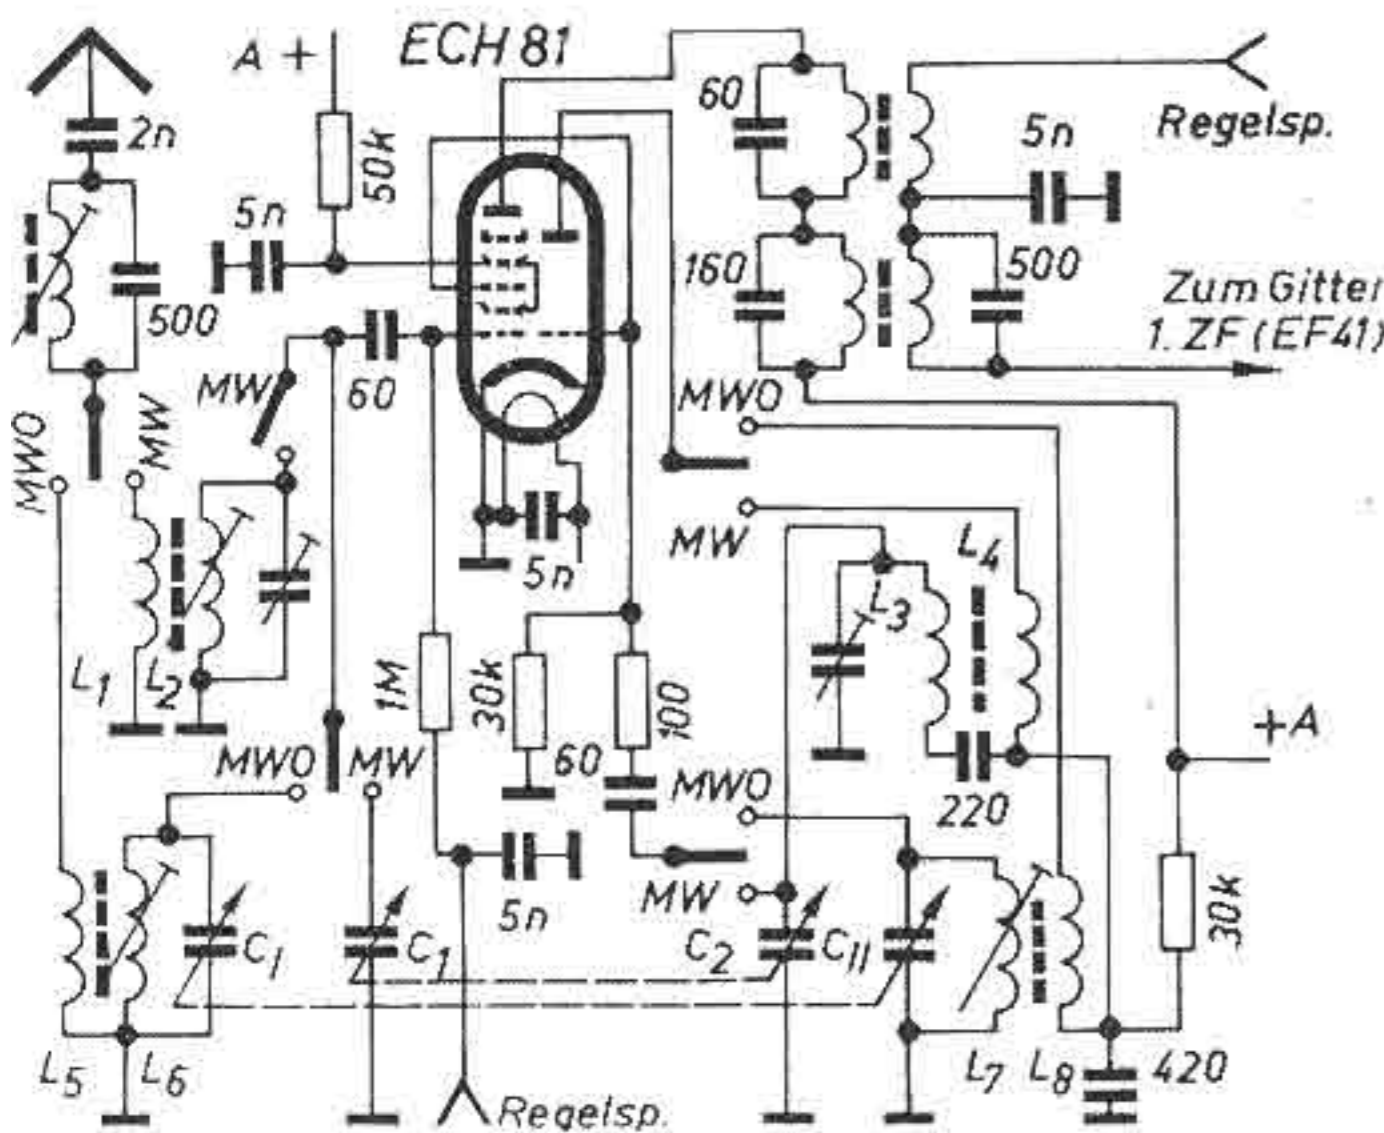 A +
ECH 81
2n
50k
60
5n
Regelsp.
5n
500
160
500
Zum Gitter
1. ZF (EF41)
MW
60
MWO
MWO
MW
MW
5n
L4
L3
L1
L2
1M
30k
60
100
220
+A
MWO
MW
MWO
5n
MW
C1
C1
C2
CII
30k
L5
L6
L7
L8
420
Regelsp.